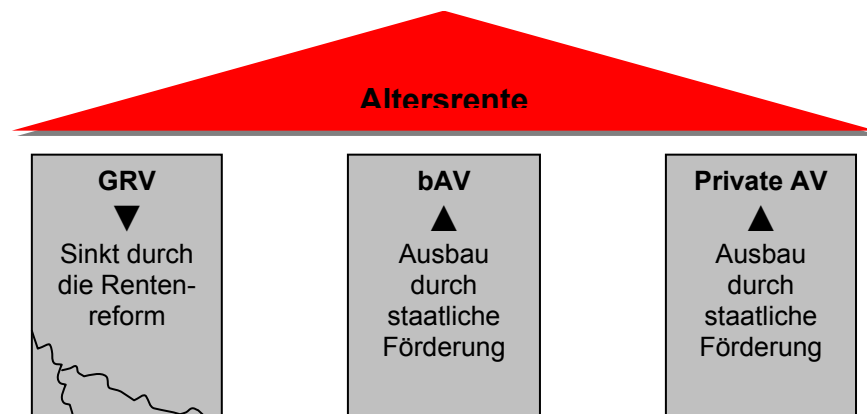 Altersrente
GRV
▼
Sinkt durch
die Renten-
reform
bAV
▲
Ausbau
durch
staatliche
Förderung
Private AV
▲
Ausbau
durch
staatliche
Förderung